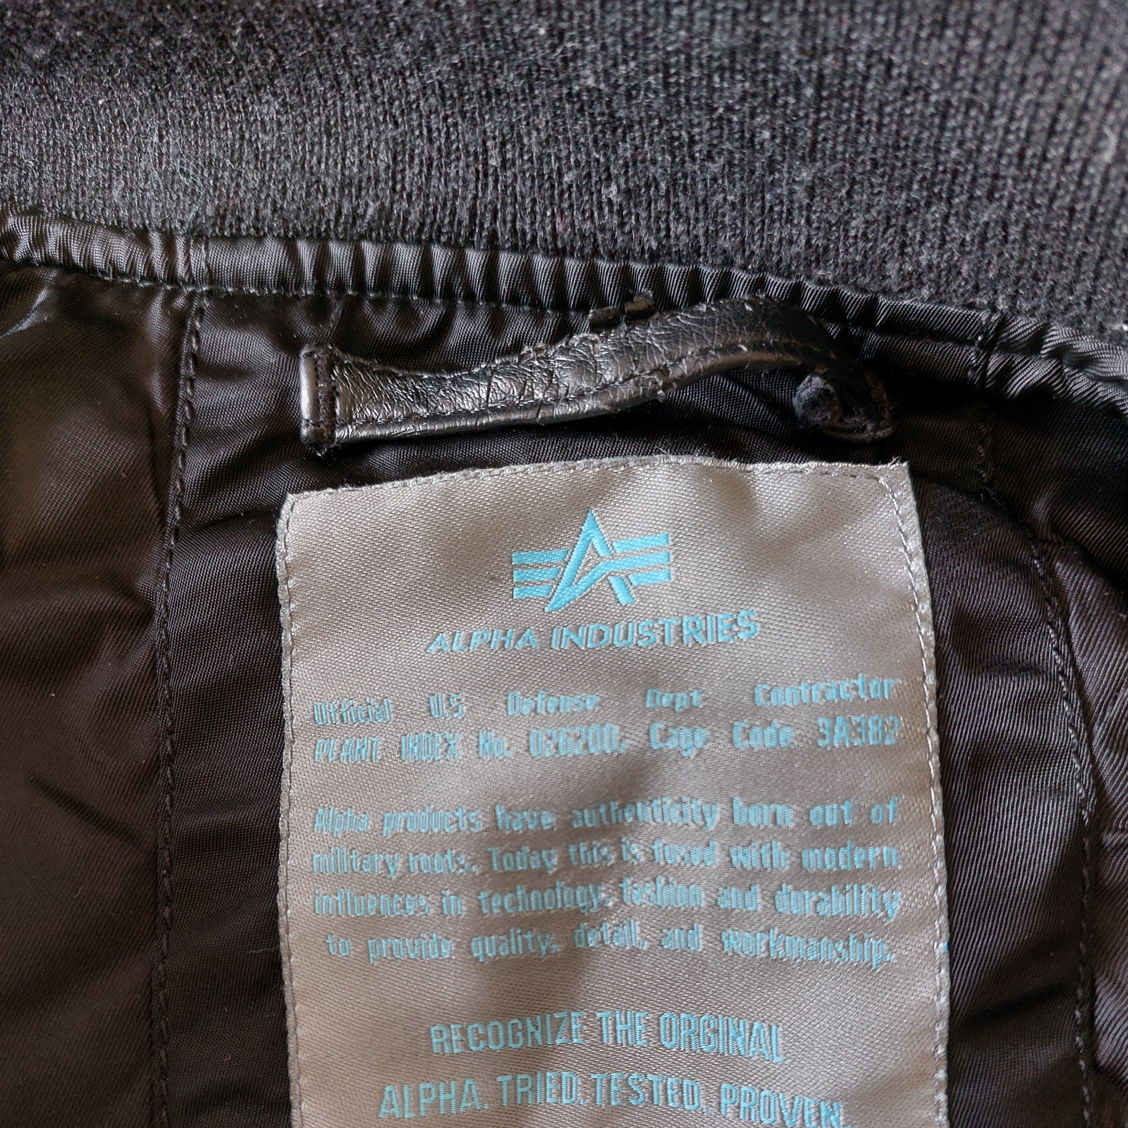 ALPHA INDUSTRIES
Official US Defense Dept Contractor
PLANT INDEX No. 026200, Cage Code 3A382
Alpha products have authenticity born out of
military roots. Today this is fused with modern
influences in technology, fashion and durability
to provide quality, detail, and workmanship.
RECOGNIZE THE ORGINAL
ALPHA. TRIED. TESTED. PROVEN